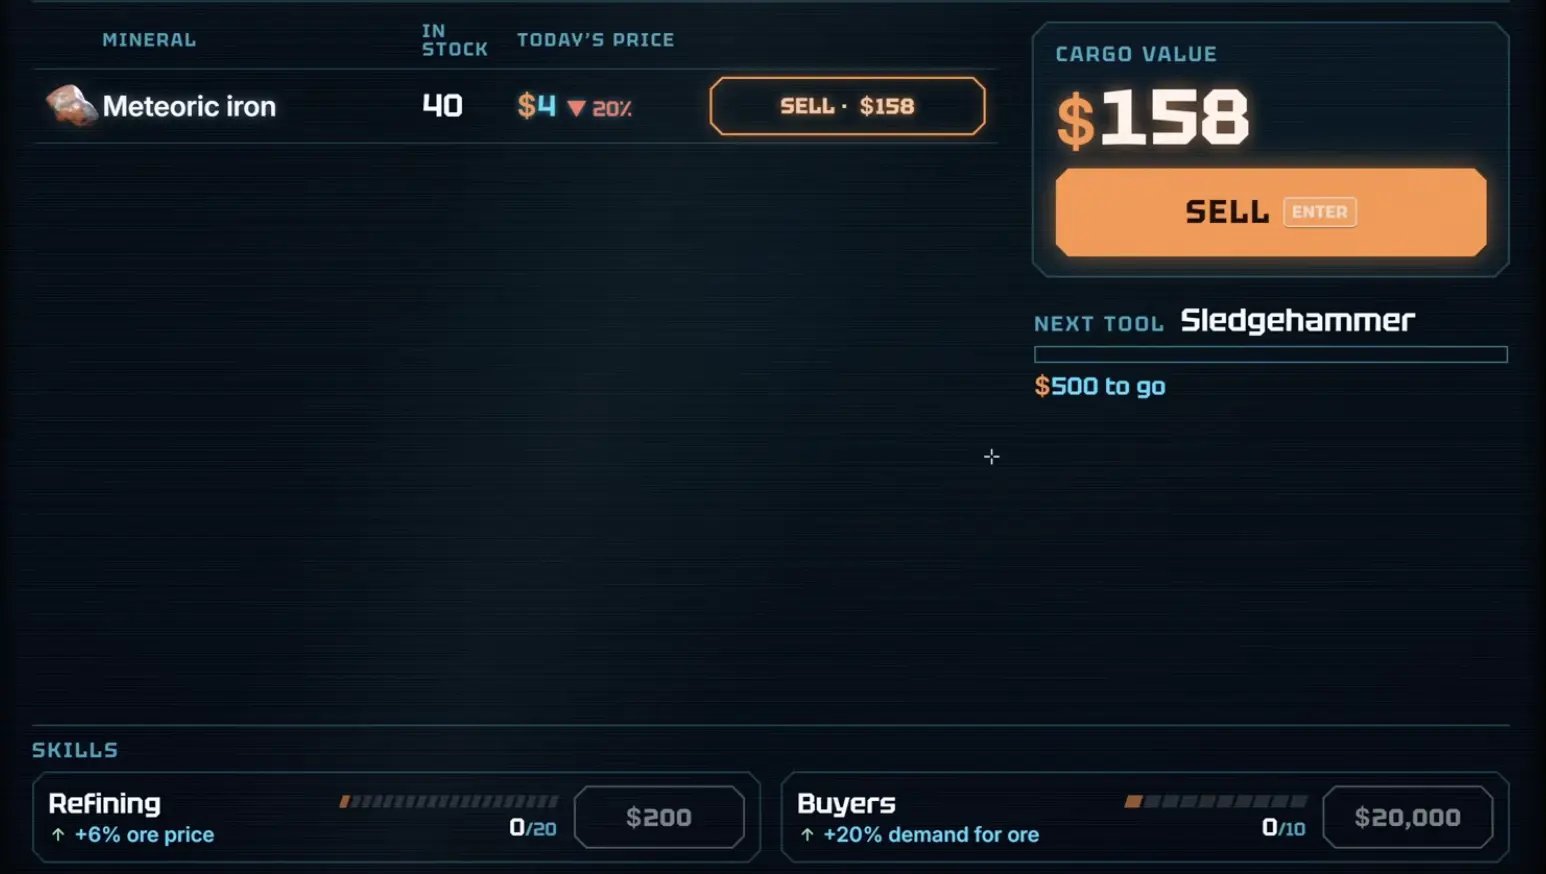 MINERAL
IN STOCK
TODAY'S PRICE
Meteoric iron
40
$4 ▼ 20%
SELL · $158
CARGO VALUE
$158
SELL ENTER
NEXT TOOL Sledgehammer
$500 to go
SKILLS
Refining
↑ +6% ore price
0/20
$200
Buyers
↑ +20% demand for ore
0/10
$20,000